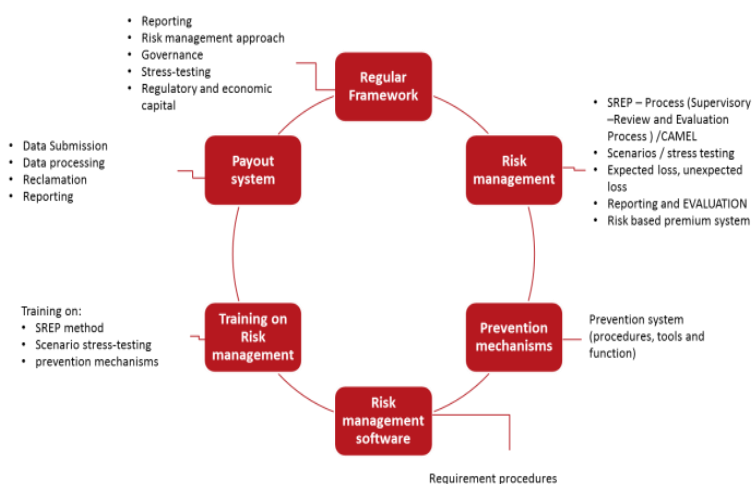 • Reporting
• Risk management approach
• Governance
• Stress-testing
• Regulatory and economic
capital
Regular
Framework
• SREP – Process (Supervisory
–Review and Evaluation
Process ) /CAMEL
• Scenarios / stress testing
• Expected loss, unexpected
loss
• Reporting and EVALUATION
• Risk based premium system
Risk
management
• Data Submission
• Data processing
• Reclamation
• Reporting
Payout
system
Training on:
• SREP method
• Scenario stress-testing
• prevention mechanisms
Training on
Risk
management
Prevention
mechanisms
Prevention system
(procedures, tools and
function)
Risk
management
software
Requirement procedures